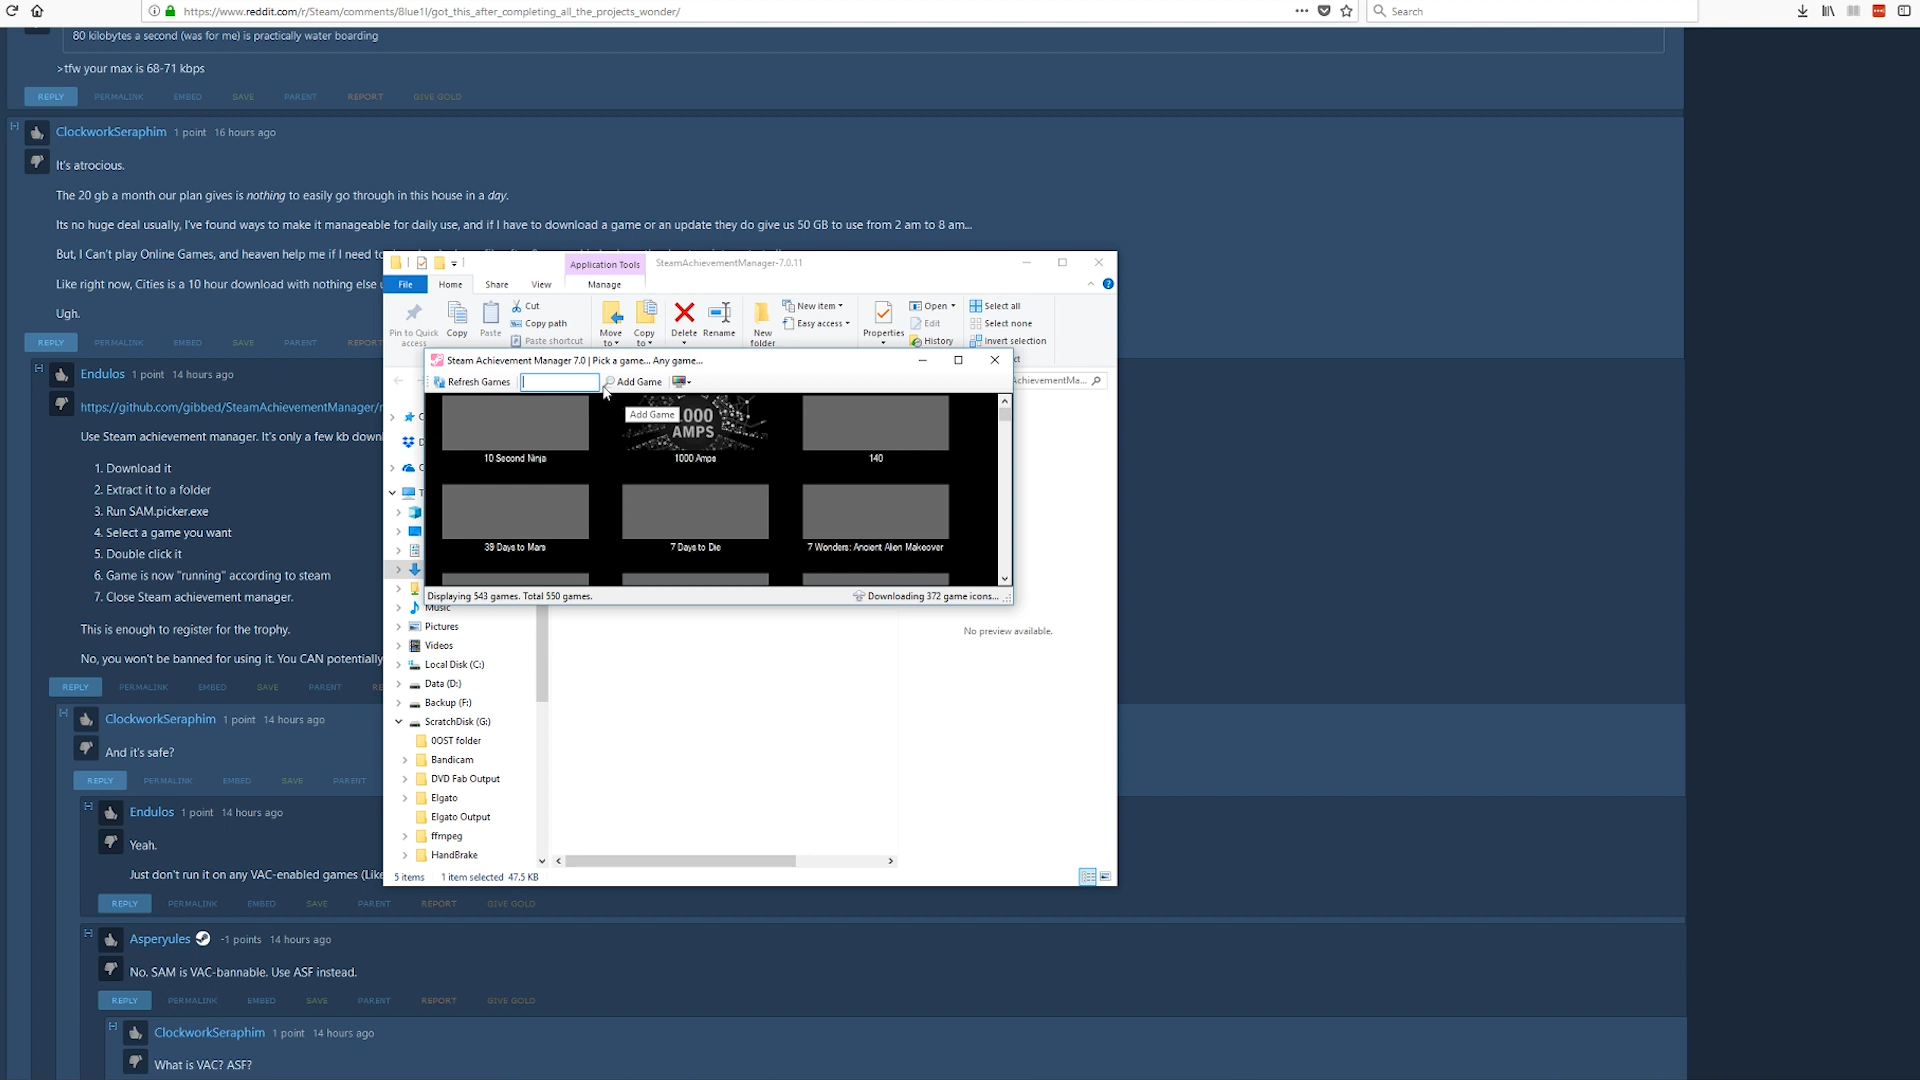 https://www.reddit.com/r/Steam/comments/8lue1l/got_this_after_completing_all_the_projects_wonder/
Search
80 kilobytes a second (was for me) is practically water boarding
>tfw your max is 68-71 kbps
REPLY PERMALINK EMBED SAVE PARENT REPORT GIVE GOLD
[-] ClockworkSeraphim 1 point 16 hours ago
It's atrocious.
The 20 gb a month our plan gives is nothing to easily go through in this house in a day.
Its no huge deal usually, I've found ways to make it manageable for daily use, and if I have to download a game or an update they do give us 50 GB to use from 2 am to 8 am...
But, I Can't play Online Games, and heaven help me if I need to
Like right now, Cities is a 10 hour download with nothing else
Ugh.
REPLY PERMALINK EMBED SAVE PARENT REPORT
[-] Endulos 1 point 14 hours ago
https://github.com/gibbed/SteamAchievementManager/r
Use Steam achievement manager. It's only a few kb down
1. Download it
2. Extract it to a folder
3. Run SAM.picker.exe
4. Select a game you want
5. Double click it
6. Game is now "running" according to steam
7. Close Steam achievement manager.
This is enough to register for the trophy.
No, you won't be banned for using it. You CAN potentially
REPLY PERMALINK EMBED SAVE PARENT RE
[-] ClockworkSeraphim 1 point 14 hours ago
And it's safe?
REPLY PERMALINK EMBED SAVE PARENT
[-] Endulos 1 point 14 hours ago
Yeah.
Just don't run it on any VAC-enabled games (Like
REPLY PERMALINK EMBED SAVE PARENT REPORT GIVE GOLD
[-] Asperyules -1 points 14 hours ago
No. SAM is VAC-bannable. Use ASF instead.
REPLY PERMALINK EMBED SAVE PARENT REPORT GIVE GOLD
[-] ClockworkSeraphim 1 point 14 hours ago
What is VAC? ASF?
Application Tools SteamAchievementManager-7.0.11
File Home Share View Manage
Pin to Quick access
Copy
Paste
Cut
Copy path
Paste shortcut
Move to
Copy to
Delete
Rename
New folder
New item
Easy access
Properties
Open
Edit
History
Select all
Select none
Invert selection
chievementMa...
Steam Achievement Manager 7.0 | Pick a game... Any game...
Refresh Games Add Game
Add Game
000
AMPS
10 Second Ninja 1000 Amps 140
39 Days to Mars 7 Days to Die 7 Wonders: Ancient Alien Makeover
Displaying 543 games. Total 550 games. Downloading 372 game icons...
Music
Pictures
Videos
Local Disk (C:)
Data (D:)
Backup (F:)
ScratchDisk (G:)
0OST folder
Bandicam
DVD Fab Output
Elgato
Elgato Output
ffmpeg
HandBrake
No preview available.
5 items 1 item selected 47.5 KB